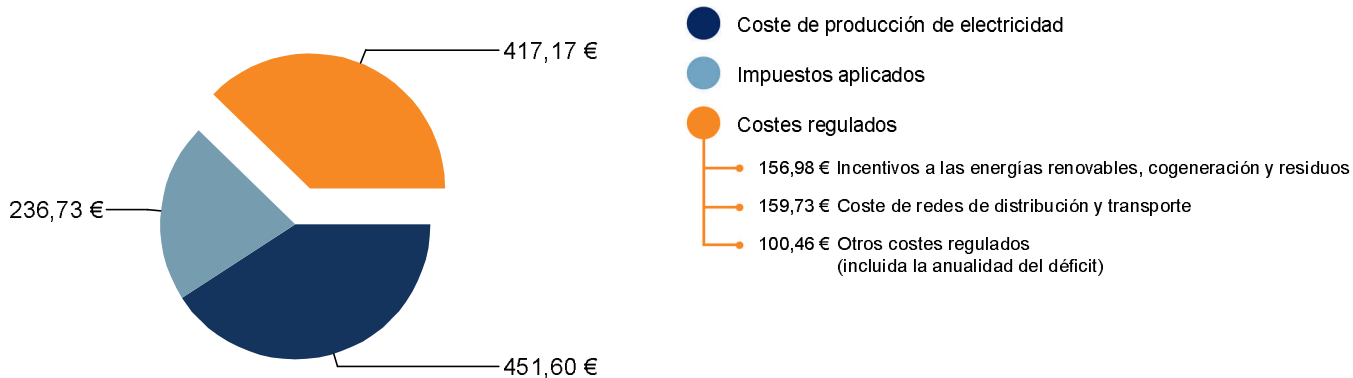 417,17 €
236,73 €
451,60 €
Coste de producción de electricidad
Impuestos aplicados
Costes regulados
156,98 € Incentivos a las energías renovables, cogeneración y residuos
159,73 € Coste de redes de distribución y transporte
100,46 € Otros costes regulados
(incluida la anualidad del déficit)